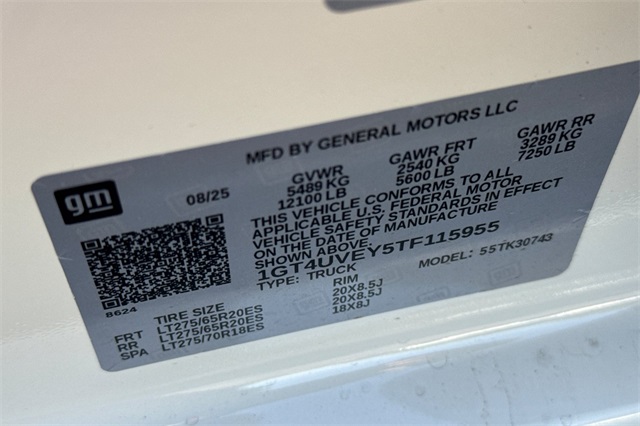 MFD BY GENERAL MOTORS LLC
gm
08/25
GVWR GAWR FRT GAWR RR
5489 KG 2540 KG 3289 KG
12100 LB 5600 LB 7250 LB
THIS VEHICLE CONFORMS TO ALL
APPLICABLE U.S. FEDERAL MOTOR
VEHICLE SAFETY STANDARDS IN EFFECT
ON THE DATE OF MANUFACTURE
SHOWN ABOVE.
1GT4UVEY5TF115955
TYPE: TRUCK MODEL: 55TK30743
8624
TIRE SIZE RIM
FRT LT275/65R20ES 20X8.5J
RR LT275/65R20ES 20X8.5J
SPA LT275/70R18ES 18X8J